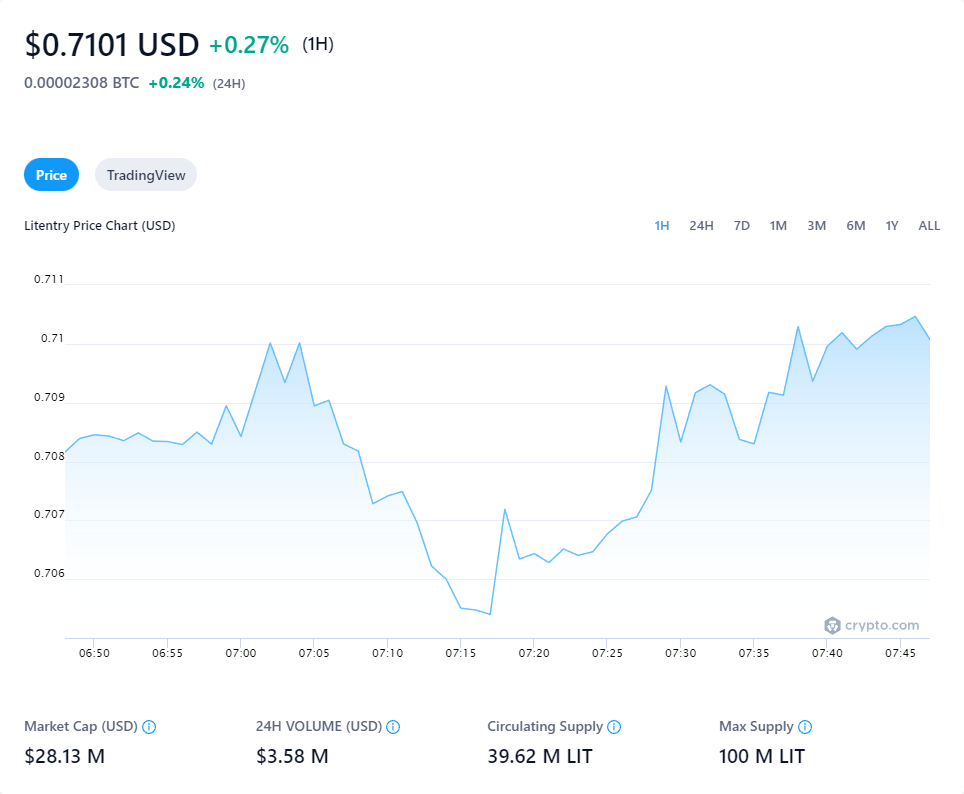 $0.7101 USD +0.27% (1H)
0.00002308 BTC +0.24% (24H)
Price TradingView
Litentry Price Chart (USD) 1H 24H 7D 1M 3M 6M 1Y ALL
0.711
0.71
0.709
0.708
0.707
0.706
crypto.com
06:50 06:55 07:00 07:05 07:10 07:15 07:20 07:25 07:30 07:35 07:40 07:45
Market Cap (USD) 24H VOLUME (USD) Circulating Supply Max Supply
$28.13 M $3.58 M 39.62 M LIT 100 M LIT